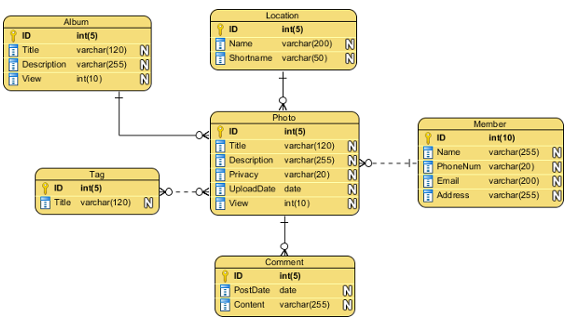 Album
ID int(5)
Title varchar(120) N
Description varchar(255) N
View int(10) N
Location
ID int(5)
Name varchar(200) N
Shortname varchar(50) N
Photo
ID int(5)
Title varchar(120) N
Description varchar(255) N
Privacy varchar(20) N
UploadDate date N
View int(10) N
Member
ID int(10)
Name varchar(255) N
PhoneNum varchar(20) N
Email varchar(200) N
Address varchar(255) N
Tag
ID int(5)
Title varchar(120) N
Comment
ID int(5)
PostDate date N
Content varchar(255) N